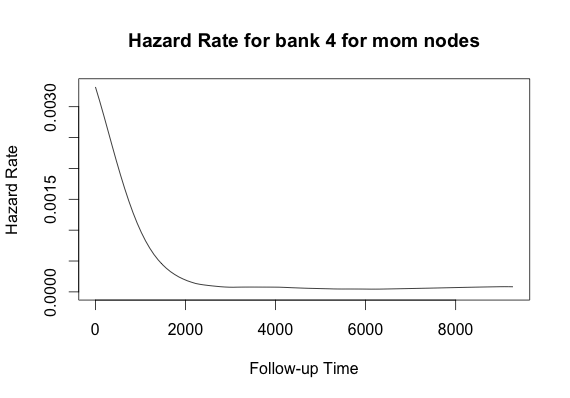 Hazard Rate for bank 4 for mom nodes
Hazard Rate
0.0030
0.0015
0.0000
0 2000 4000 6000 8000
Follow-up Time